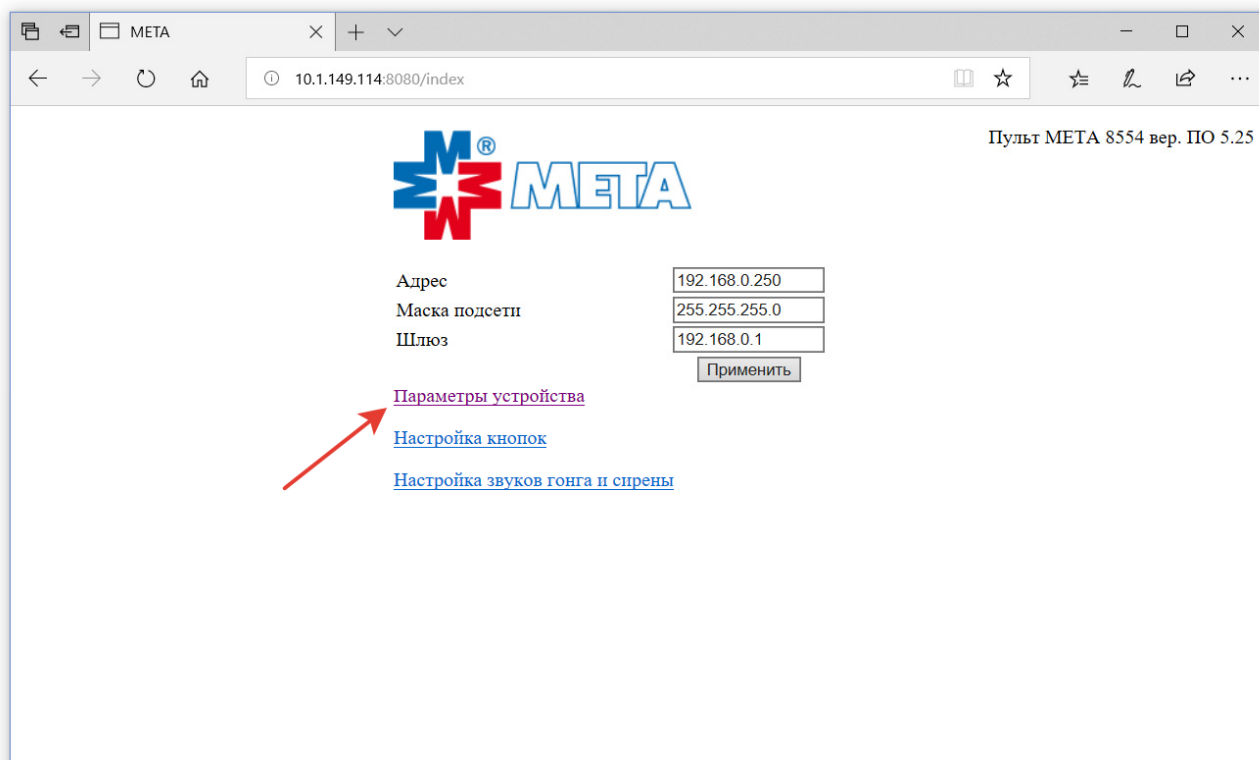 META
10.1.149.114:8080/index
Пульт МЕТА 8554 вер. ПО 5.25
® МЕТА
Адрес 192.168.0.250
Маска подсети 255.255.255.0
Шлюз 192.168.0.1
Применить
Параметры устройства
Настройка кнопок
Настройка звуков гонга и сирены